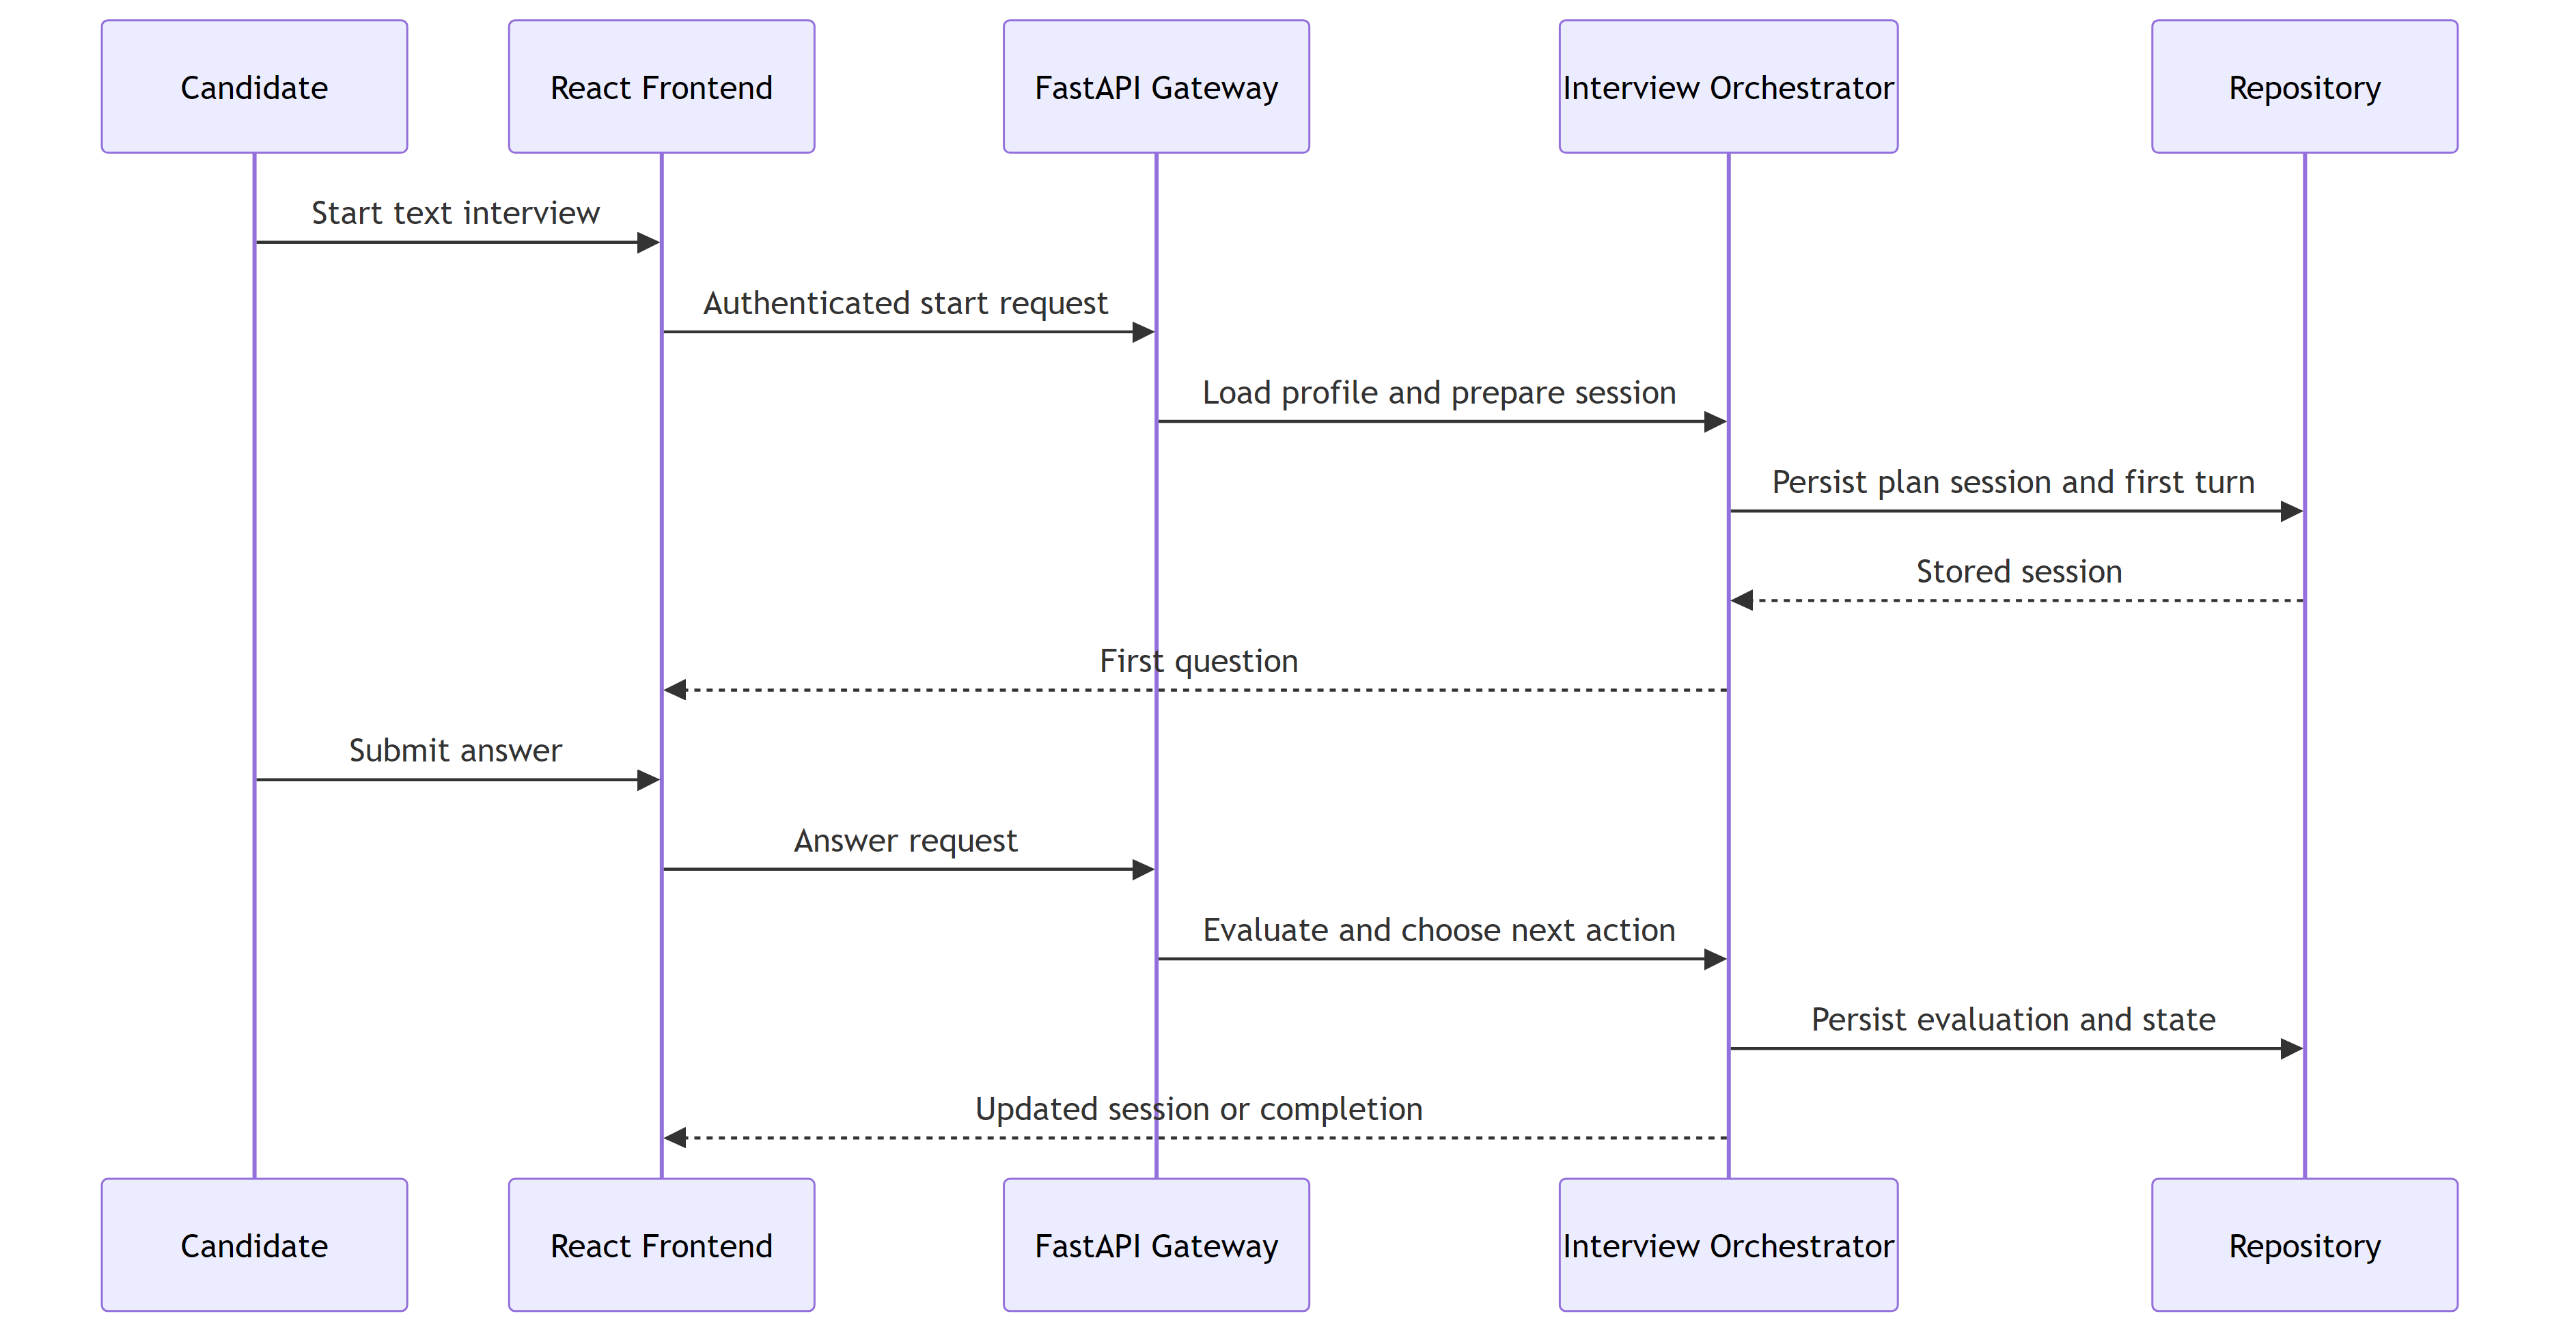 Candidate
React Frontend
FastAPI Gateway
Interview Orchestrator
Repository
Start text interview
Authenticated start request
Load profile and prepare session
Persist plan session and first turn
Stored session
First question
Submit answer
Answer request
Evaluate and choose next action
Persist evaluation and state
Updated session or completion
Candidate
React Frontend
FastAPI Gateway
Interview Orchestrator
Repository